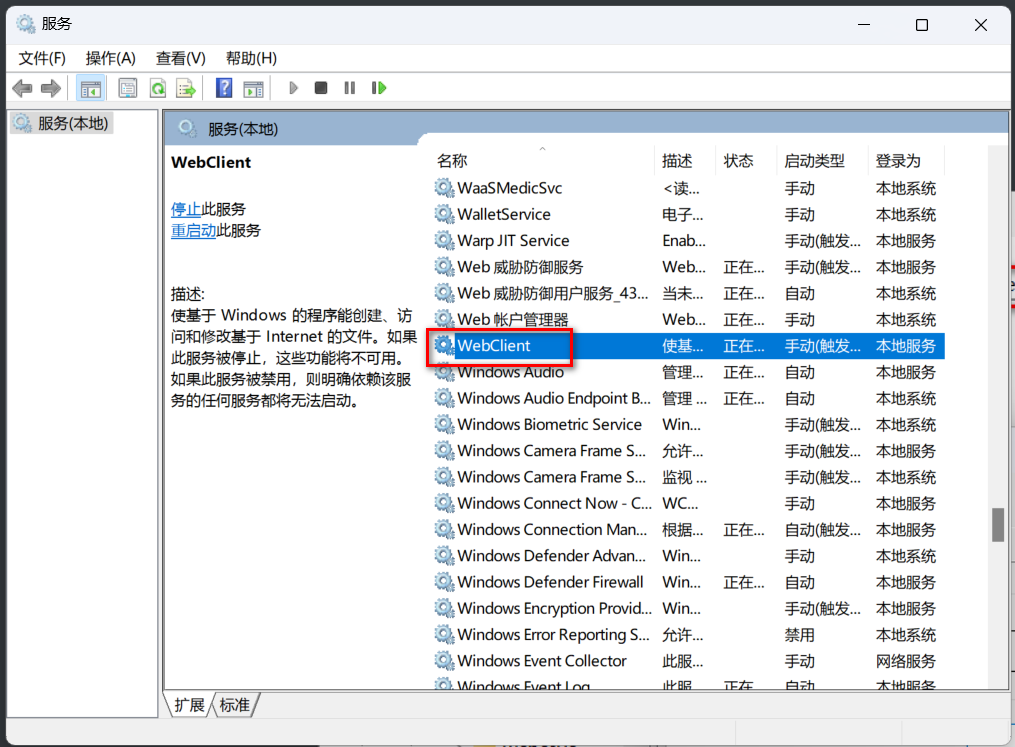 服务
文件(F) 操作(A) 查看(V) 帮助(H)
服务(本地)
服务(本地)
WebClient
停止此服务
重启动此服务
描述:
使基于 Windows 的程序能创建、访
问和修改基于 Internet 的文件。如果
此服务被停止，这些功能将不可用。
如果此服务被禁用，则明确依赖该服
务的任何服务都将无法启动。
名称 描述 状态 启动类型 登录为
WaaSMedicSvc <读... 手动 本地系统
WalletService 电子... 手动 本地系统
Warp JIT Service Enab... 手动(触发... 本地服务
Web 威胁防御服务 Web... 正在... 手动(触发... 本地服务
Web 威胁防御用户服务_43... 当未... 正在... 自动 本地系统
Web 帐户管理器 Web... 正在... 手动 本地系统
WebClient 使基... 正在... 手动(触发... 本地服务
Windows Audio 管理... 正在... 自动 本地服务
Windows Audio Endpoint B... 管理 ... 正在... 自动 本地系统
Windows Biometric Service Win... 手动(触发... 本地系统
Windows Camera Frame S... 允许... 手动(触发... 本地服务
Windows Camera Frame S... 监视 ... 手动(触发... 本地系统
Windows Connect Now - C... WC... 手动 本地服务
Windows Connection Man... 根据... 正在... 自动(触发... 本地服务
Windows Defender Advan... Win... 手动 本地系统
Windows Defender Firewall Win... 正在... 自动 本地服务
Windows Encryption Provid... Win... 手动(触发... 本地服务
Windows Error Reporting S... 允许... 禁用 本地系统
Windows Event Collector 此服... 手动 网络服务
Windows Event Log 此服... 正在... 自动 本地服务
扩展 标准